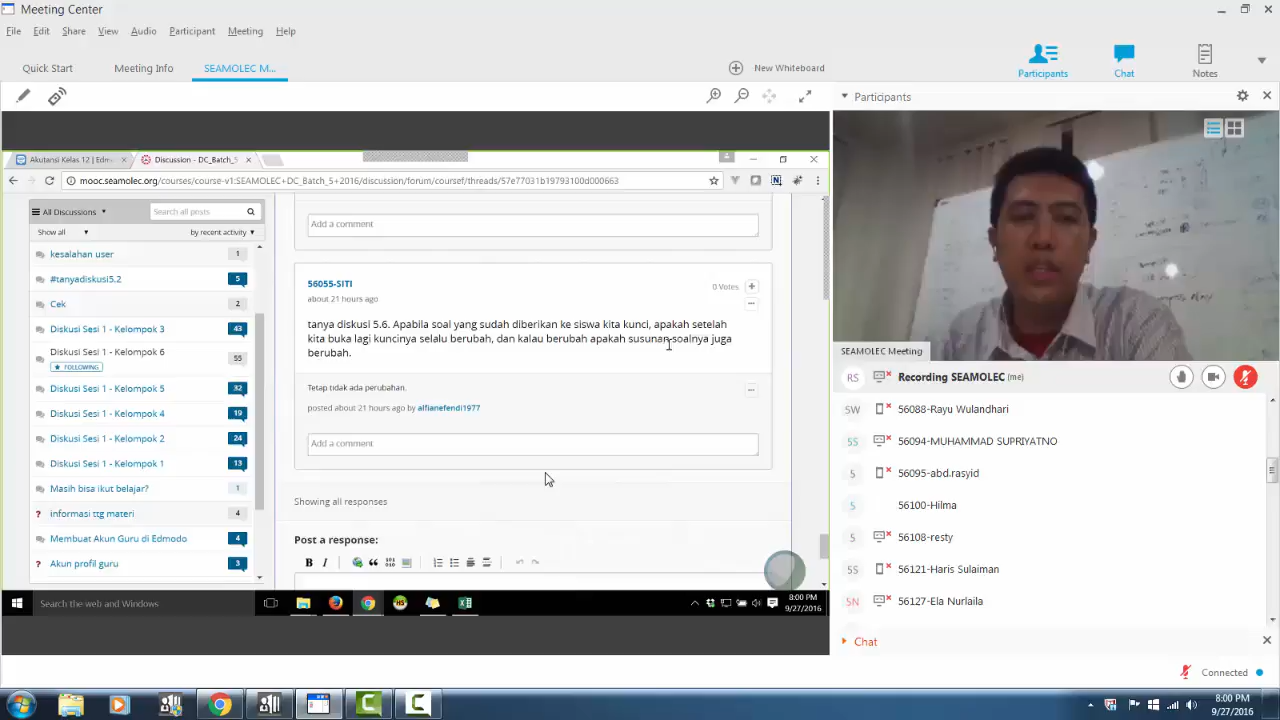 Meeting Center
File Edit Share View Audio Participant Meeting Help
Quick Start Meeting Info SEAMOLEC M... New Whiteboard
Participants Chat Notes
Participants
Akutansi Kelas 12 | Edm Discussion - DC_Batch_5
mooc.seamolec.org/courses/course-v1:SEAMOLEC+DC_Batch_5+2016/discussion/forum/coursef/threads/57e77031b19793100d000663
All Discussions Search all posts
Show all by recent activity
kesalahan user 1
#tanyadiskusi5.2 5
Cek 2
Diskusi Sesi 1 - Kelompok 3 43
Diskusi Sesi 1 - Kelompok 6 55
FOLLOWING
Diskusi Sesi 1 - Kelompok 5 32
Diskusi Sesi 1 - Kelompok 4 19
Diskusi Sesi 1 - Kelompok 2 24
Diskusi Sesi 1 - Kelompok 1 13
Masih bisa ikut belajar? 1
? informasi ttg materi 4
Membuat Akun Guru di Edmodo 4
? Akun profil guru 3
Add a comment
56055-SITI
0 Votes +
about 21 hours ago
tanya diskusi 5.6. Apabila soal yang sudah diberikan ke siswa kita kunci, apakah setelah
kita buka lagi kuncinya selalu berubah, dan kalau berubah apakah susunan soalnya juga
berubah.
Tetap tidak ada perubahan.
posted about 21 hours ago by alfianefendi1977
Add a comment
Showing all responses
Post a response:
B I
Search the web and Windows
8:00 PM
9/27/2016
SEAMOLEC Meeting
RS Recording SEAMOLEC (me)
SW 56088-Rayu Wulandhari
SS 56094-MUHAMMAD SUPRIYATNO
5 56095-abd.rasyid
5 56100-Hilma
5 56108-resty
SS 56121-Haris Sulaiman
SN 56127-Ela Nurlaila
Chat
Connected
8:00 PM
9/27/2016